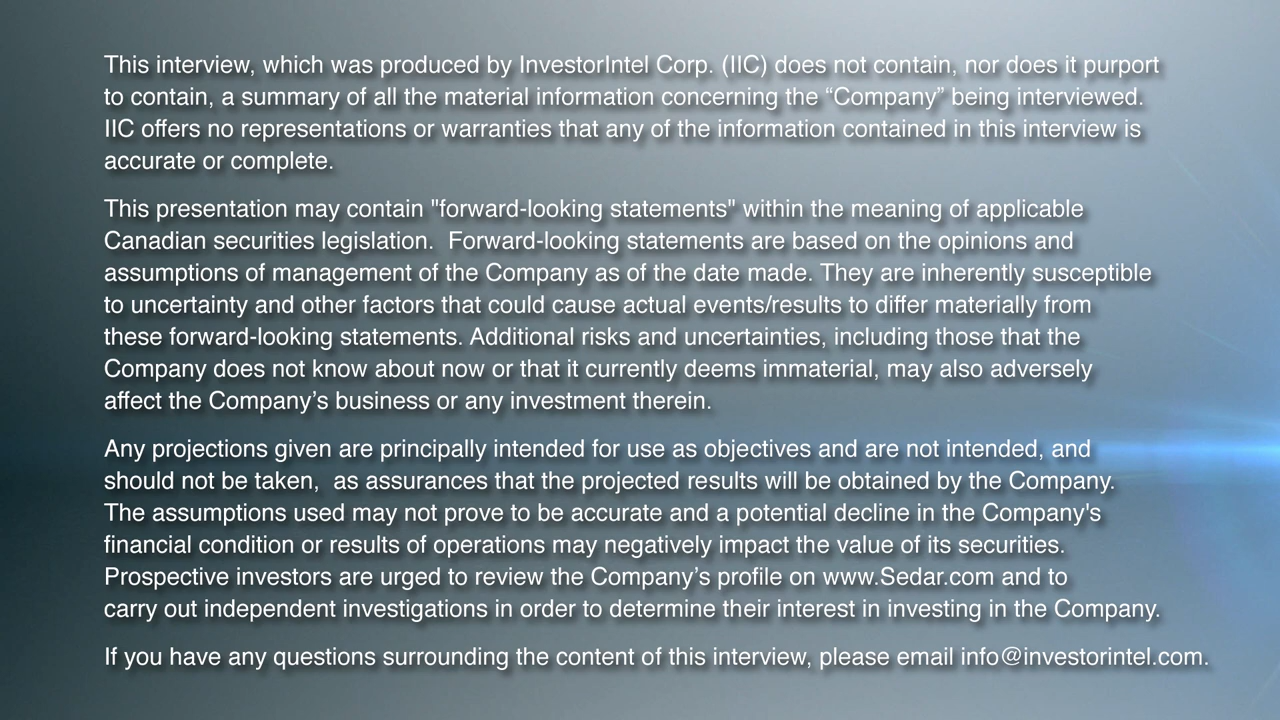 This interview, which was produced by InvestorIntel Corp. (IIC) does not contain, nor does it purport
to contain, a summary of all the material information concerning the “Company” being interviewed.
IIC offers no representations or warranties that any of the information contained in this interview is
accurate or complete.
This presentation may contain "forward-looking statements" within the meaning of applicable
Canadian securities legislation.  Forward-looking statements are based on the opinions and
assumptions of management of the Company as of the date made. They are inherently susceptible
to uncertainty and other factors that could cause actual events/results to differ materially from
these forward-looking statements. Additional risks and uncertainties, including those that the
Company does not know about now or that it currently deems immaterial, may also adversely
affect the Company’s business or any investment therein.
Any projections given are principally intended for use as objectives and are not intended, and
should not be taken,  as assurances that the projected results will be obtained by the Company.
The assumptions used may not prove to be accurate and a potential decline in the Company's
financial condition or results of operations may negatively impact the value of its securities.
Prospective investors are urged to review the Company’s profile on www.Sedar.com and to
carry out independent investigations in order to determine their interest in investing in the Company.
If you have any questions surrounding the content of this interview, please email info@investorintel.com.